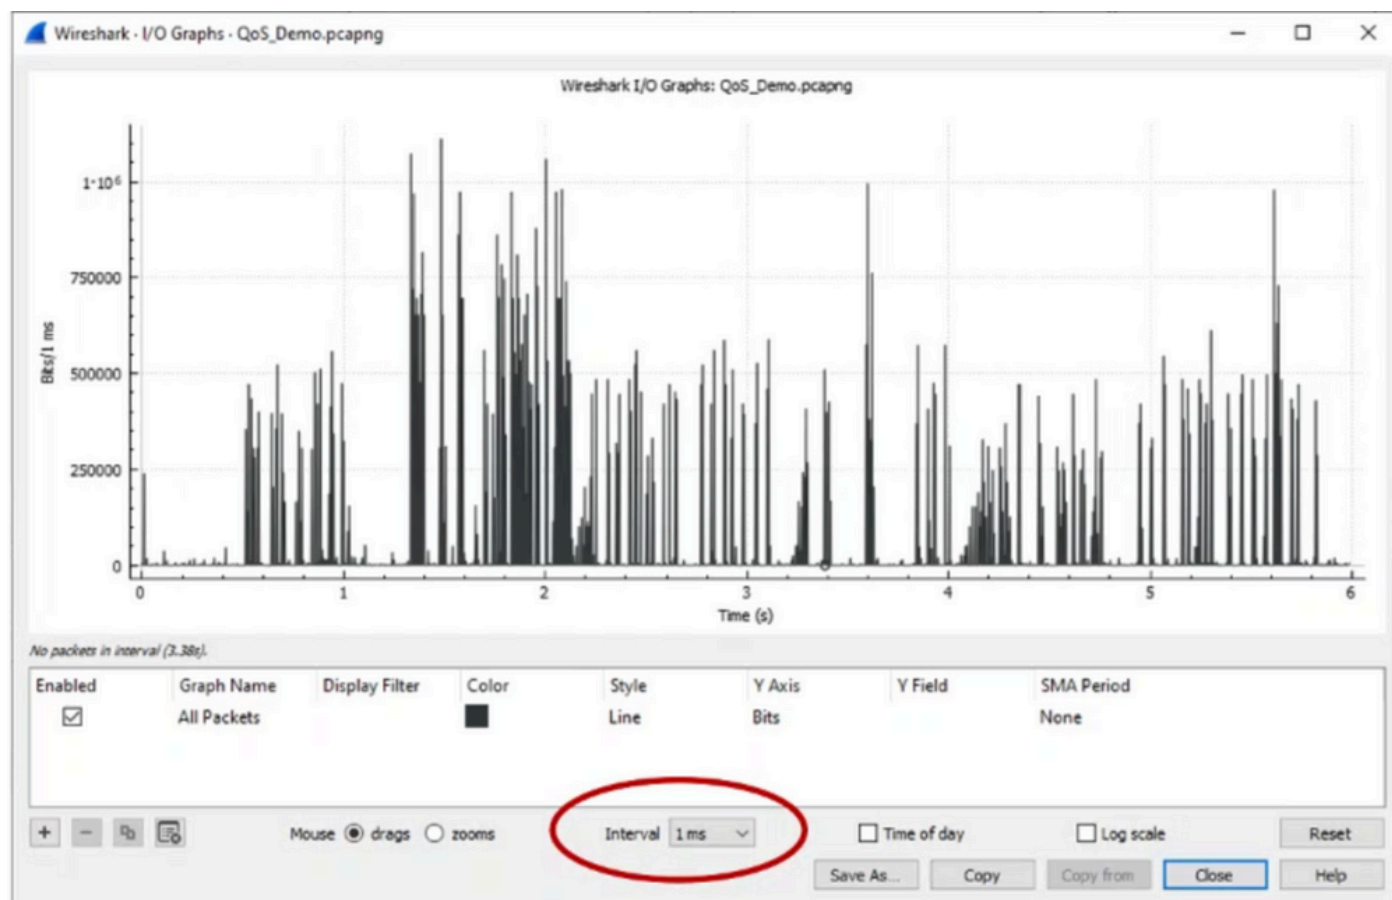 Wireshark · I/O Graphs · QoS_Demo.pcapng
Wireshark I/O Graphs: QoS_Demo.pcapng
1·10⁶
750000
500000
250000
0
Bits/1 ms
0 1 2 3 4 5 6
Time (s)
No packets in interval (3.38s).
Enabled Graph Name Display Filter Color Style Y Axis Y Field SMA Period
All Packets Line Bits None
Mouse drags zooms Interval 1 ms Time of day Log scale Reset
Save As... Copy Copy from Close Help